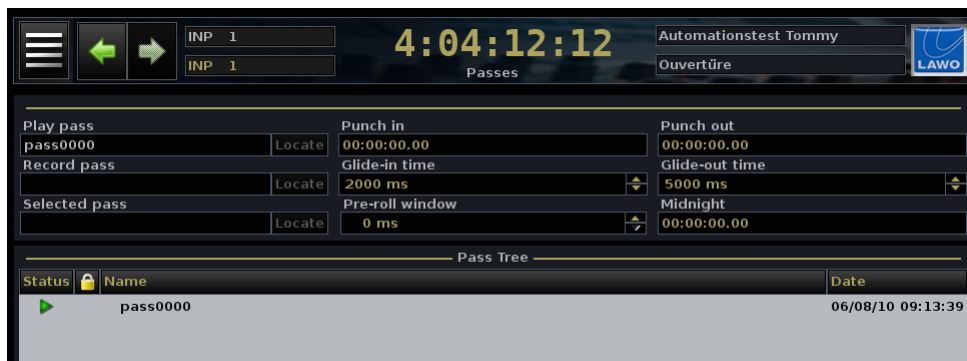 INP 1
INP 1
4:04:12:12
Passes
Automationstest Tommy
Ouvertüre
LAWO
Play pass
Punch in
Punch out
pass0000 Locate
00:00:00.00
00:00:00.00
Record pass
Glide-in time
Glide-out time
Locate
2000 ms
5000 ms
Selected pass
Pre-roll window
Midnight
Locate
0 ms
00:00:00.00
Pass Tree
Status Name Date
pass0000 06/08/10 09:13:39